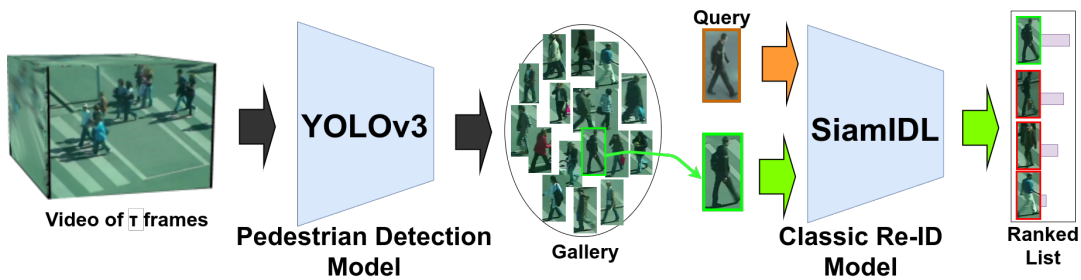 Video of T frames
YOLOv3
Pedestrian Detection
Model
Gallery
Query
SiamIDL
Classic Re-ID
Model
Ranked
List